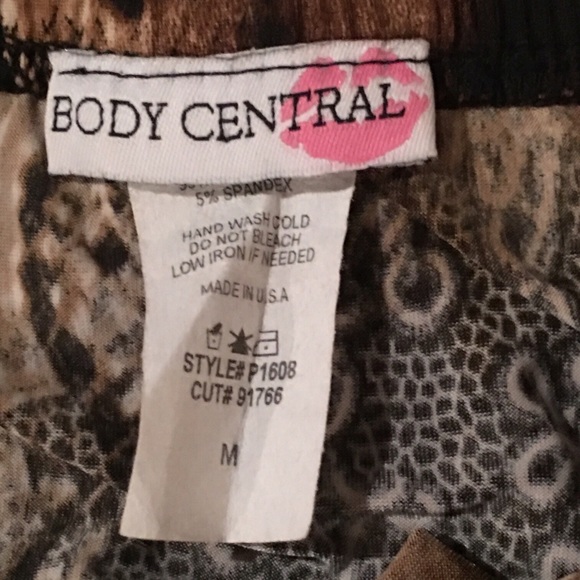 BODY CENTRAL
5% SPANDEX
HAND WASH COLD
DO NOT BLEACH
LOW IRON IF NEEDED
MADE IN U.S.A
STYLE# P1608
CUT# 91766
M